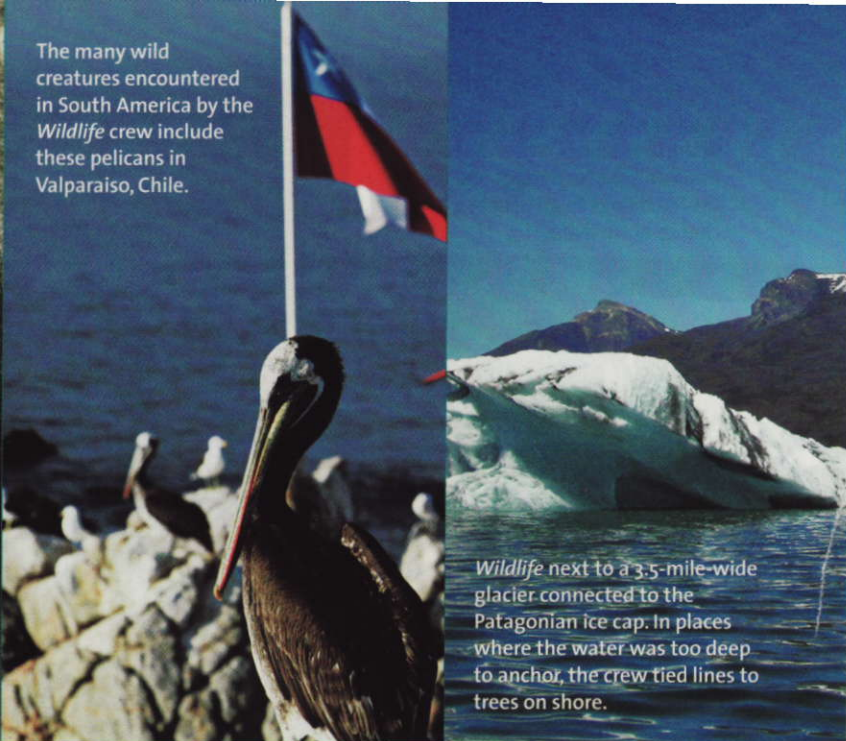 The many wild
creatures encountered
in South America by the
Wildlife crew include
these pelicans in
Valparaiso, Chile.
Wildlife next to a 3.5-mile-wide
glacier connected to the
Patagonian ice cap. In places
where the water was too deep
to anchor, the crew tied lines to
trees on shore.